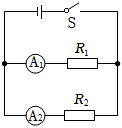 S
A₁ R₁
A₂ R₂